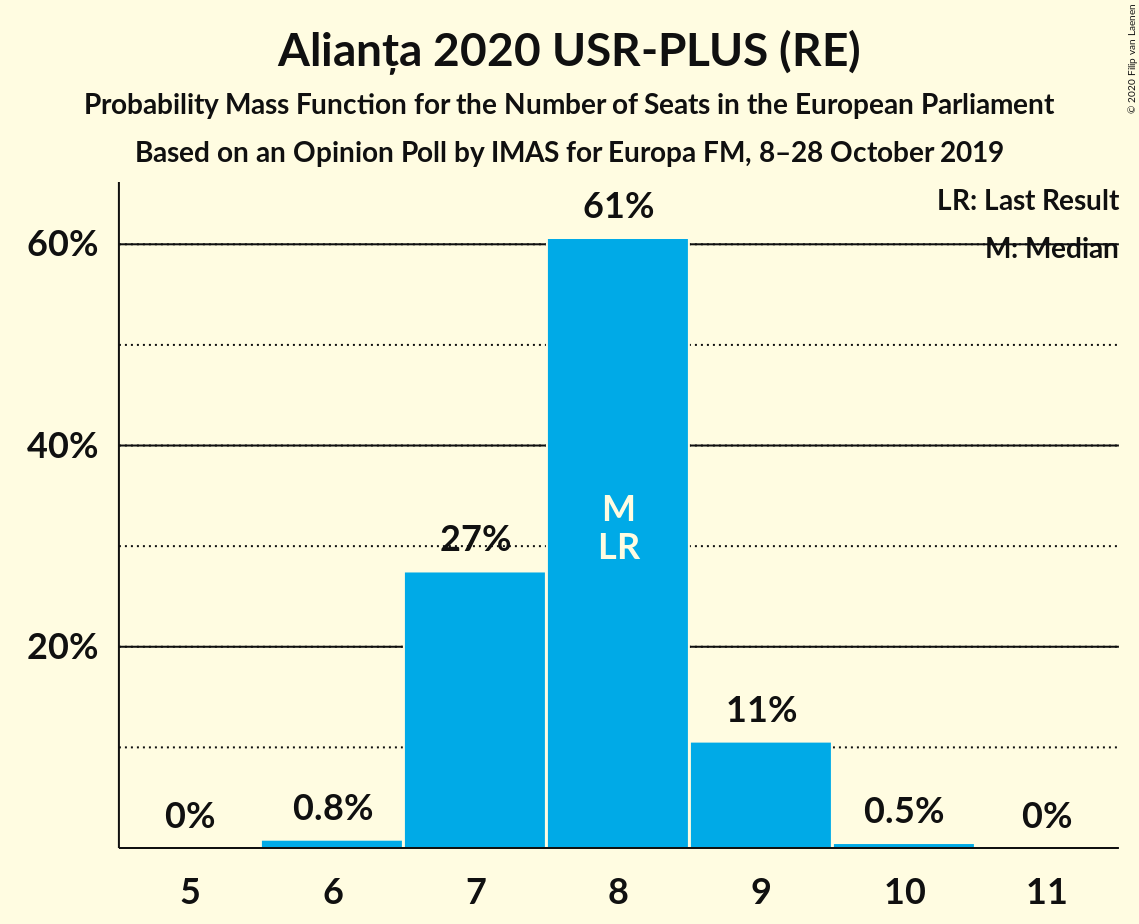 Alianța 2020 USR-PLUS (RE)
Probability Mass Function for the Number of Seats in the European Parliament
Based on an Opinion Poll by IMAS for Europa FM, 8–28 October 2019
© 2020 Filip van Laenen
LR: Last Result
M: Median
60%
40%
20%
0%
0.8%
27%
61%
11%
0.5%
0%
M
LR
5
6
7
8
9
10
11